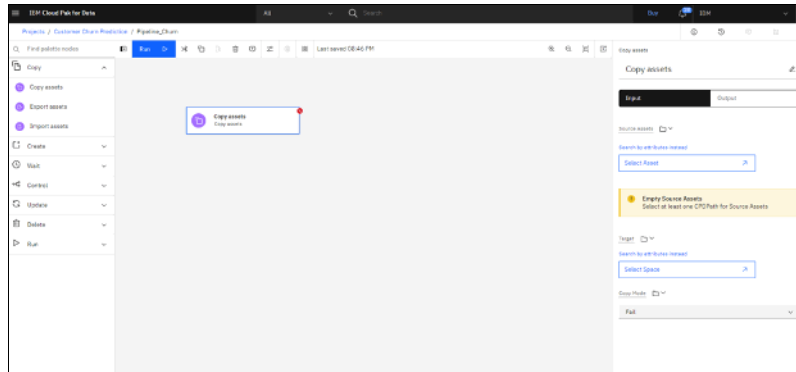 IBM Cloud Pak for Data
All
Search
Buy
IBM
Projects / Customer Churn Prediction / Pipeline_Churn
Find palette nodes
Run
Last saved 08:46 PM
Copy assets
Copy
Copy assets
Export assets
Import assets
Create
Wait
Control
Update
Delete
Run
Copy assets
Copy assets
Copy assets
Input
Output
Source assets
Search by attributes instead
Select Asset
Empty Source Assets
Select at least one CPDPath for Source Assets
Target
Search by attributes instead
Select Space
Copy Mode
Fail